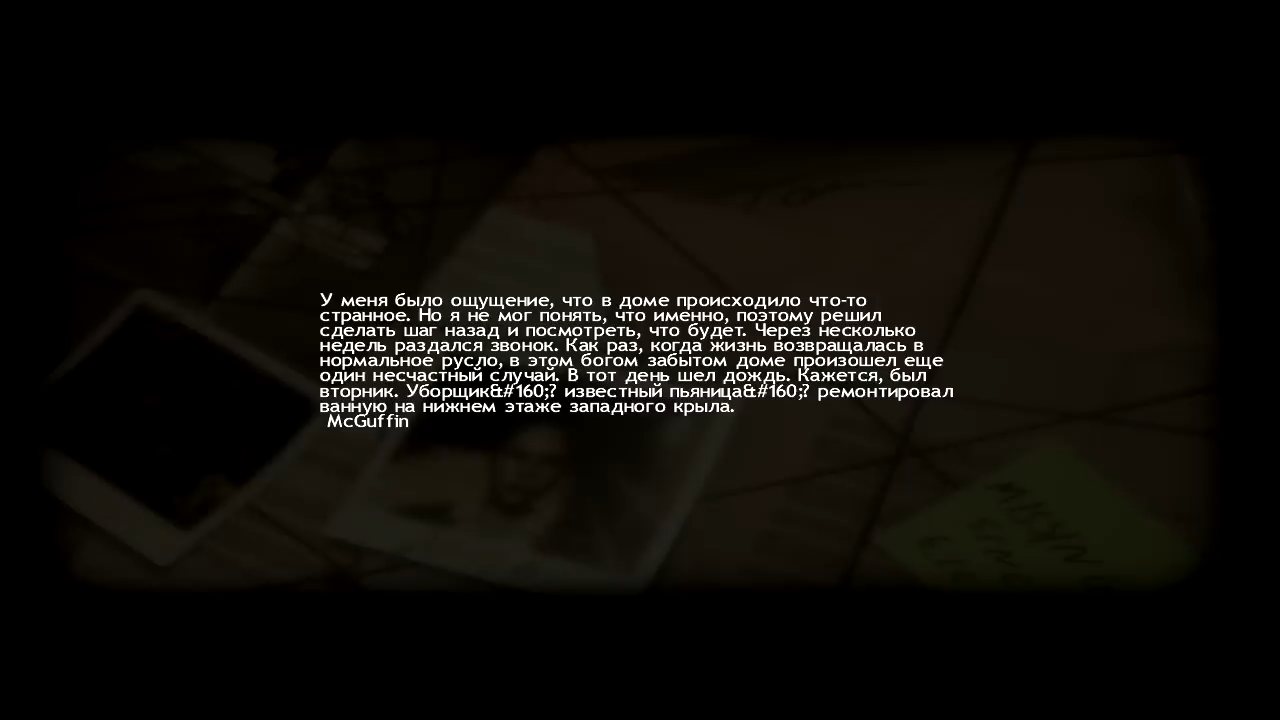 У меня было ощущение, что в доме происходило что-то
странное. Но я не мог понять, что именно, поэтому решил
сделать шаг назад и посмотреть, что будет. Через несколько
недель раздался звонок. Как раз, когда жизнь возвращалась в
нормальное русло, в этом богом забытом доме произошел еще
один несчастный случай. В тот день шел дождь. Кажется, был
вторник. Уборщик&#160;? известный пьяница&#160;? ремонтировал
ванную на нижнем этаже западного крыла.
McGuffin